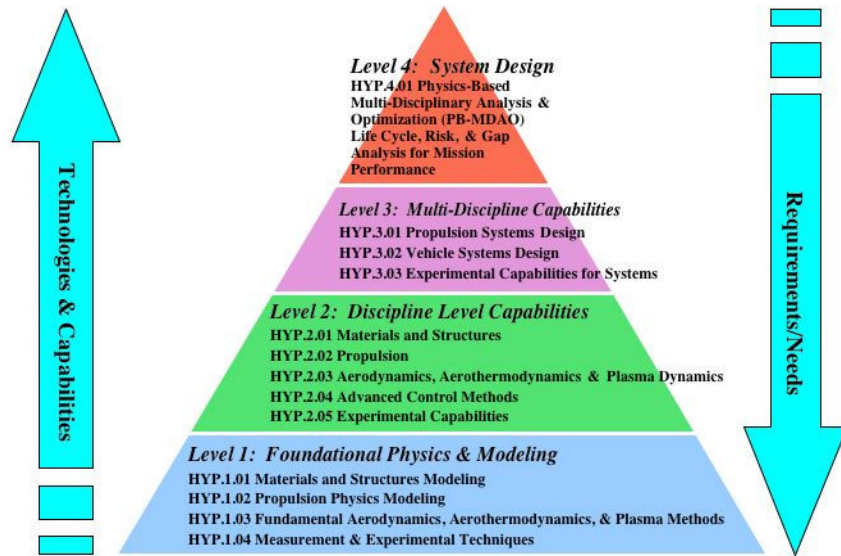 Level 4:  System Design
HYP.4.01 Physics-Based
Multi-Disciplinary Analysis &
Optimization (PB-MDAO)
Life Cycle, Risk, & Gap
Analysis for Mission
Performance
Level 3:  Multi-Discipline Capabilities
HYP.3.01 Propulsion Systems Design
HYP.3.02 Vehicle Systems Design
HYP.3.03 Experimental Capabilities for Systems
Level 2:  Discipline Level Capabilities
HYP.2.01 Materials and Structures
HYP.2.02 Propulsion
HYP.2.03 Aerodynamics, Aerothermodynamics & Plasma Dynamics
HYP.2.04 Advanced Control Methods
HYP.2.05 Experimental Capabilities
Level 1:  Foundational Physics & Modeling
HYP.1.01 Materials and Structures Modeling
HYP.1.02 Propulsion Physics Modeling
HYP.1.03 Fundamental Aerodynamics, Aerothermodynamics, & Plasma Methods
HYP.1.04 Measurement & Experimental Techniques
Technologies & Capabilities
Requirements/Needs